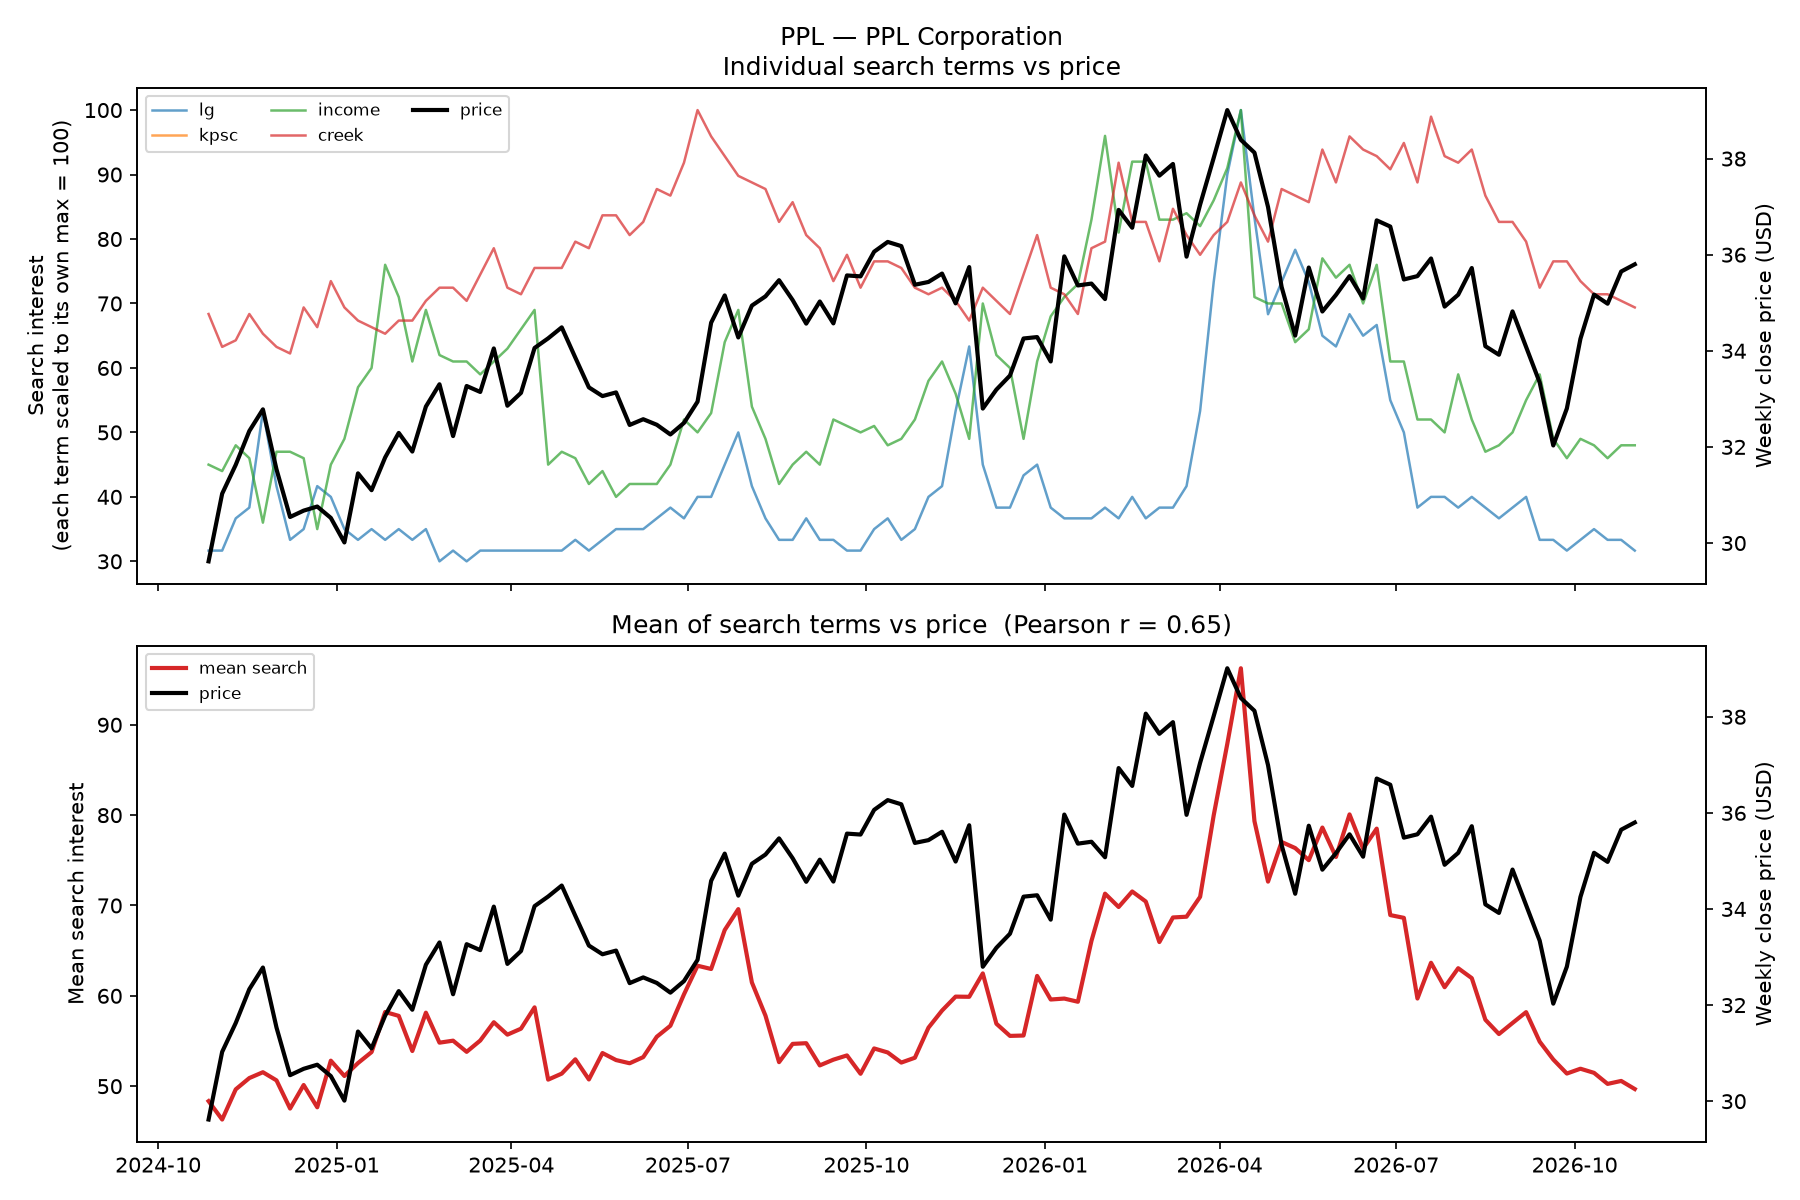 PPL — PPL Corporation
Individual search terms vs price
lg
kpsc
income
creek
price
Search interest
(each term scaled to its own max = 100)
100
90
80
70
60
50
40
30
Weekly close price (USD)
38
36
34
32
30
Mean of search terms vs price  (Pearson r = 0.65)
mean search
price
Mean search interest
90
80
70
60
50
Weekly close price (USD)
38
36
34
32
30
2024-10
2025-01
2025-04
2025-07
2025-10
2026-01
2026-04
2026-07
2026-10